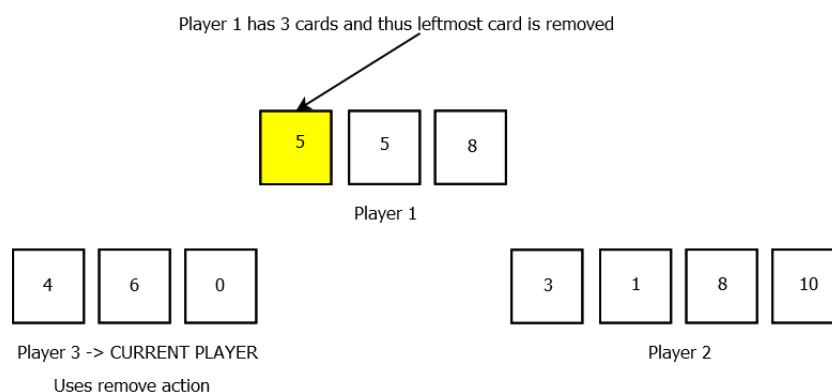 Player 1 has 3 cards and thus leftmost card is removed
5 5 8
Player 1
4 6 0
3 1 8 10
Player 3 -> CURRENT PLAYER
Player 2
Uses remove action